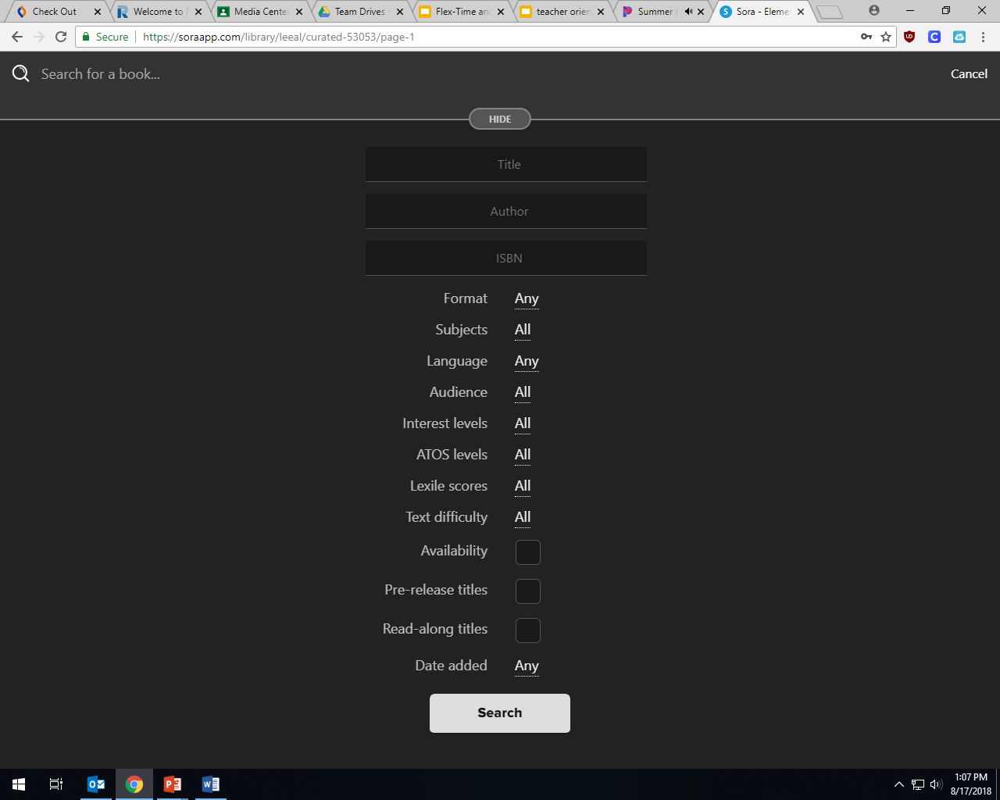 Check Out
Welcome to
Media Cente
Team Drives
Flex-Time an
teacher orien
Summer
Sora - Eleme
Secure
https://soraapp.com/library/leeal/curated-53053/page-1
Search for a book...
Cancel
HIDE
Title
Author
ISBN
Format Any
Subjects All
Language Any
Audience All
Interest levels All
ATOS levels All
Lexile scores All
Text difficulty All
Availability
Pre-release titles
Read-along titles
Date added Any
Search
1:07 PM
8/17/2018